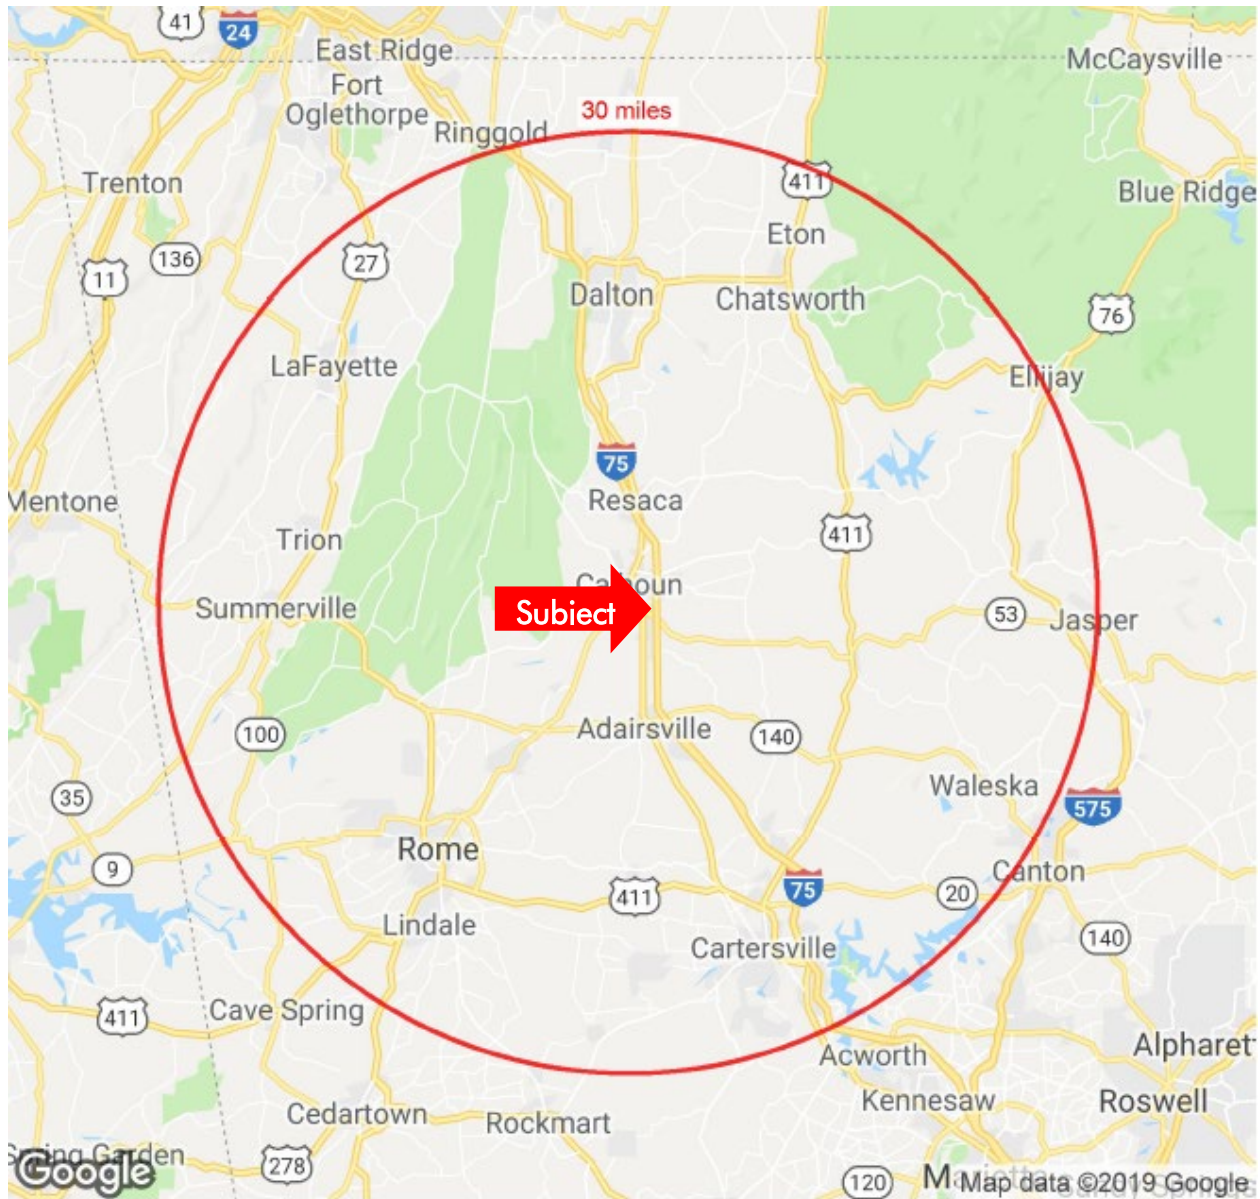 41
24
East Ridge
McCaysville
Fort
Oglethorpe
30 miles
Ringgold
Trenton
411
Blue Ridge
Eton
136
27
11
Dalton
Chatsworth
76
LaFayette
Ellijay
75
Resaca
Mentone
411
Trion
Calhoun
Summerville
Subject
53
Jasper
100
Adairsville
140
Waleska
35
575
Rome
9
Canton
75
411
20
Lindale
140
Cartersville
Cave Spring
411
Alpharet
Acworth
Kennesaw
Roswell
Cedartown
Rockmart
Spring Garden
278
Google
120
Map data ©2019 Google